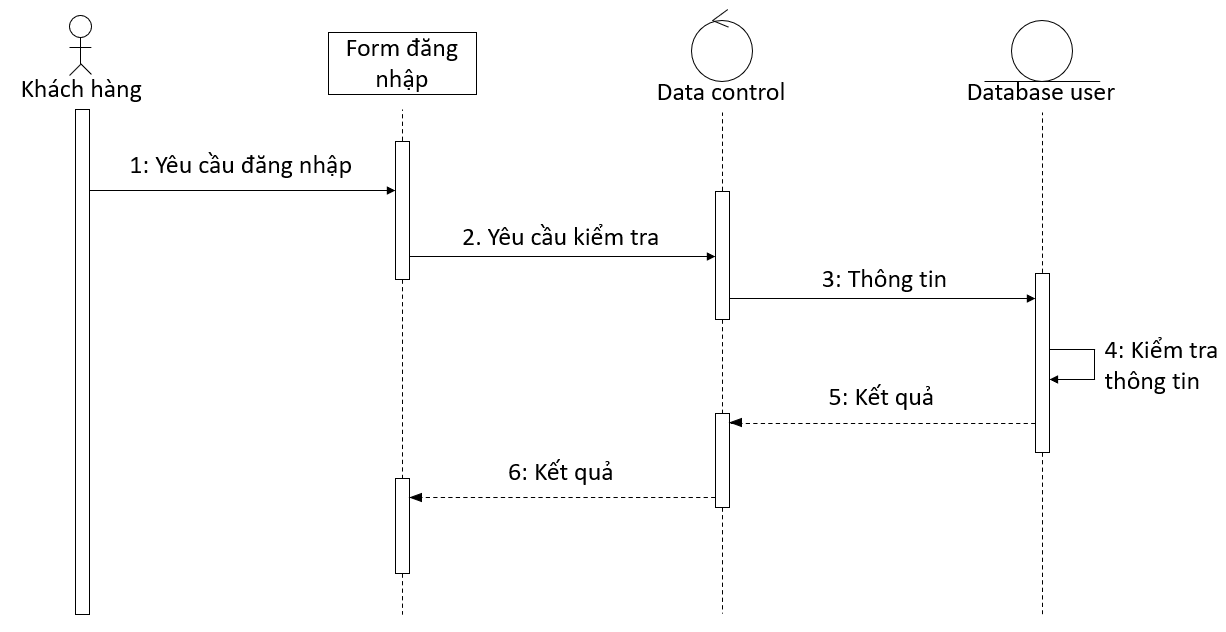 Form đăng
nhập
Khách hàng
Data control
Database user
1: Yêu cầu đăng nhập
2. Yêu cầu kiểm tra
3: Thông tin
4: Kiểm tra
thông tin
5: Kết quả
6: Kết quả